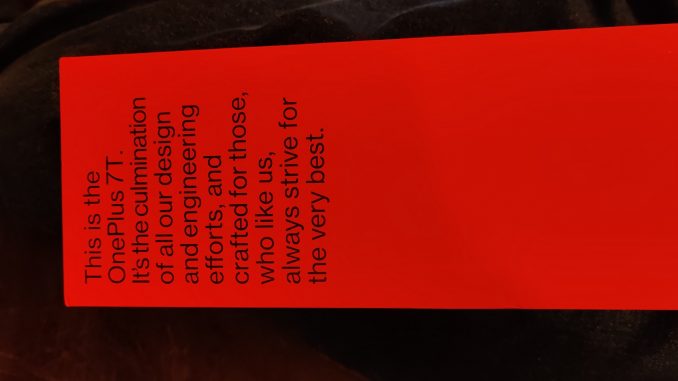 This is the
OnePlus 7T.
It's the culmination
of all our design
and engineering
efforts, and
crafted for those,
who like us,
always strive for
the very best.